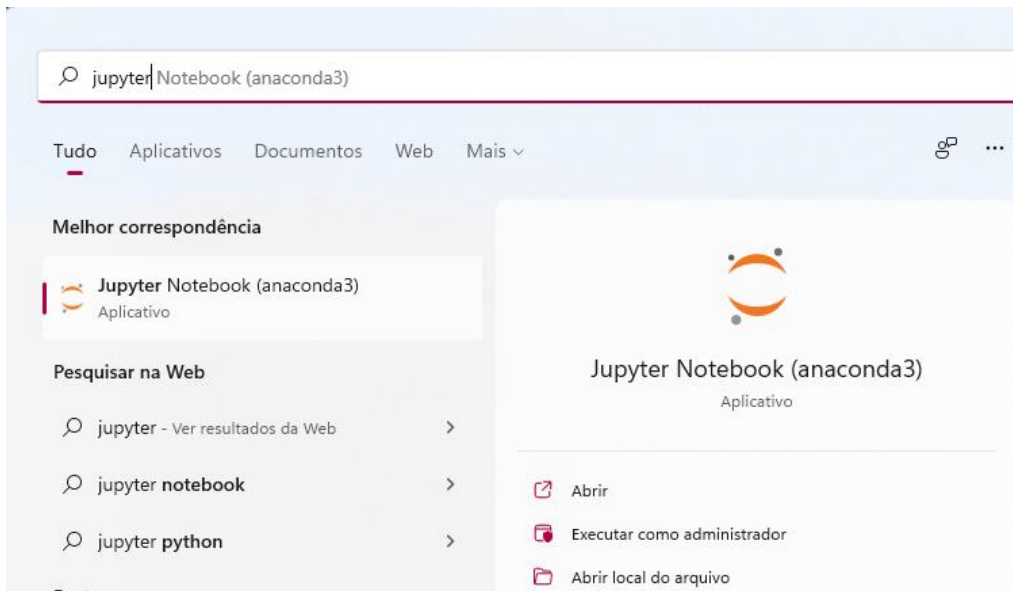 jupyter Notebook (anaconda3)
Tudo Aplicativos Documentos Web Mais
Melhor correspondência
Jupyter Notebook (anaconda3)
Aplicativo
Pesquisar na Web
jupyter - Ver resultados da Web
jupyter notebook
jupyter python
Jupyter Notebook (anaconda3)
Aplicativo
Abrir
Executar como administrador
Abrir local do arquivo